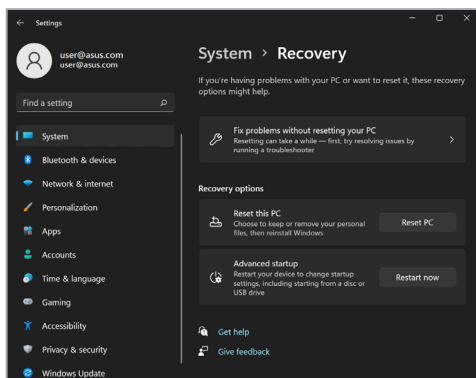 Settings
user@asus.com
user@asus.com
Find a setting
System
Bluetooth & devices
Network & internet
Personalization
Apps
Accounts
Time & language
Gaming
Accessibility
Privacy & security
Windows Update
System > Recovery
If you're having problems with your PC or want to reset it, these recovery
options might help.
Fix problems without resetting your PC
Resetting can take a while — first, try resolving issues by
running a troubleshooter
Recovery options
Reset this PC
Choose to keep or remove your personal
files, then reinstall Windows
Reset PC
Advanced startup
Restart your device to change startup
settings, including starting from a disc or
USB drive
Restart now
Get help
Give feedback